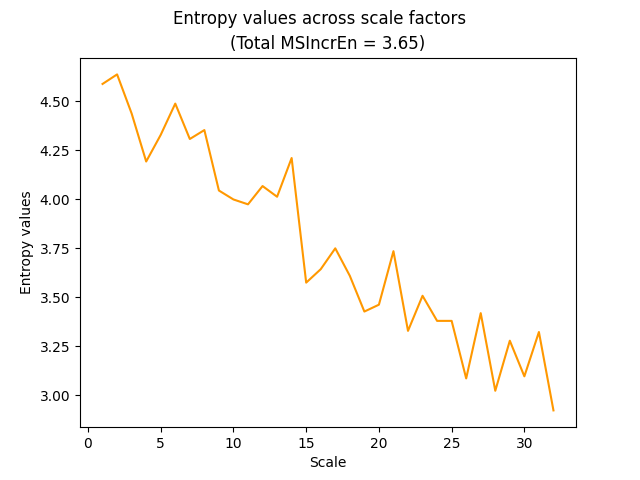 Entropy values across scale factors
(Total MSIncrEn = 3.65)
4.50
4.25
4.00
3.75
3.50
3.25
3.00
Entropy values
0 5 10 15 20 25 30
Scale